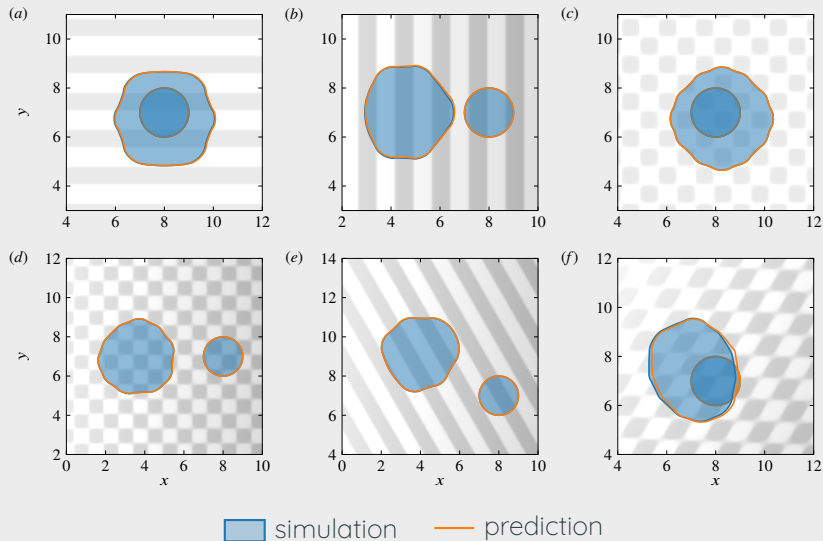 (a) (b) (c)
10 10 10
8 8 8
y
6 6 6
4 4 4
4 6 8 10 12 2 4 6 8 10 4 6 8 10 12
(d) (e) (f)
12 14 12
10 12 10
8 10 8
y
6 8 6
4 6 4
2 4
0 2 4 6 8 10 0 2 4 6 8 10 4 6 8 10 12
x x x
simulation prediction